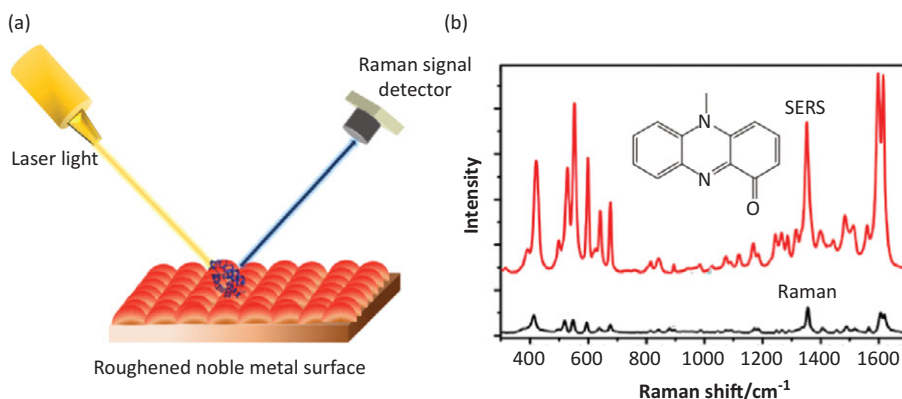 (a)
Laser light
Raman signal
detector
Roughened noble metal surface
(b)
Intensity
SERS
N
N
O
Raman
400 600 800 1000 1200 1400 1600
Raman shift/cm⁻¹